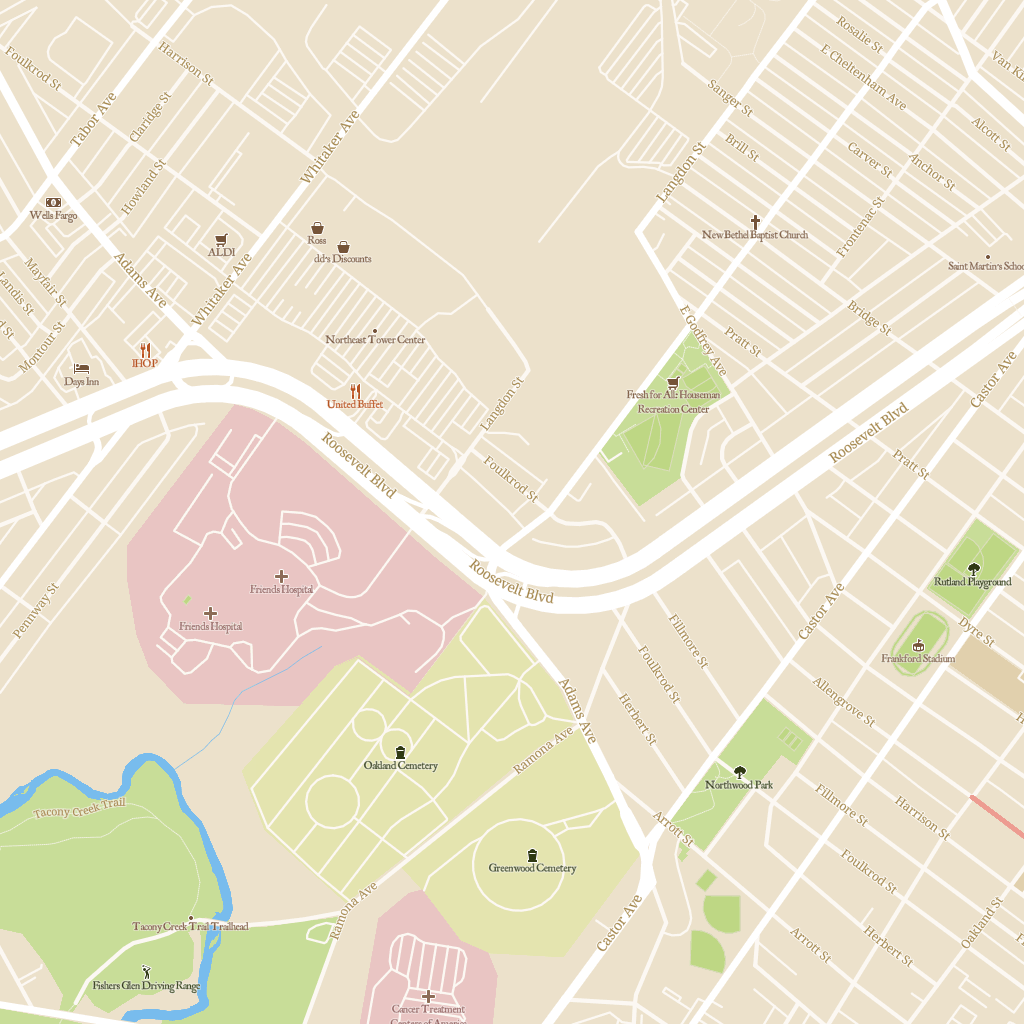 Rosalie St
Foulkrod St
Harrison St
E Cheltenham Ave
Sanger St
Tabor Ave
Claridge St
Alcott St
Brill St
Whitaker Ave
Carver St
Anchor St
Langdon St
Howland St
Wells Fargo
Frontenac St
New Bethel Baptist Church
Ross
ALDI
dd's Discounts
Saint Martin's School
Adams Ave
Mayfair St
Landis St
Whitaker Ave
Bridge St
Northeast Tower Center
Montour St
E Godfrey Ave
Pratt St
IHOP
Days Inn
Castor Ave
Fresh for All: Houseman
Recreation Center
United Buffet
Langdon St
Roosevelt Blvd
Roosevelt Blvd
Pratt St
Foulkrod St
Roosevelt Blvd
Friends Hospital
Rutland Playground
Pennway St
Friends Hospital
Castor Ave
Dyre St
Fillmore St
Frankford Stadium
Foulkrod St
Allengrove St
Adams Ave
Herbert St
Ramona Ave
Oakland Cemetery
Northwood Park
Tacony Creek Trail
Fillmore St
Harrison St
Arrott St
Greenwood Cemetery
Foulkrod St
Ramona Ave
Castor Ave
Oakland St
Tacony Creek Trail Trailhead
Arrott St
Herbert St
Fishers Glen Driving Range
Cancer Treatment
Centers of America